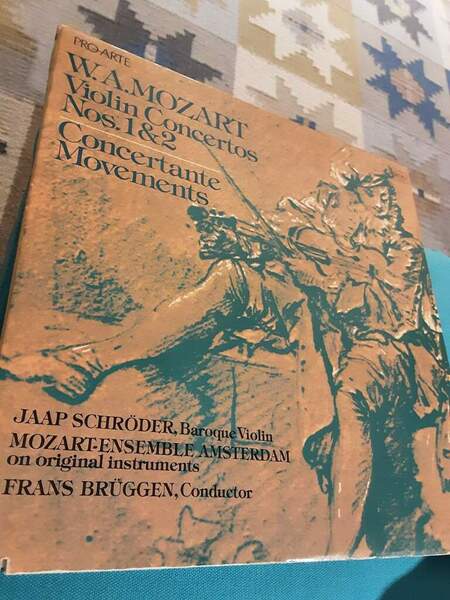 PRO ARTE
W.A.MOZART
Violin Concertos
Nos. 1 & 2
Concertante
Movements
JAAP SCHRÖDER, Baroque Violin
MOZART-ENSEMBLE AMSTERDAM
on original instruments
FRANS BRÜGGEN, Conductor